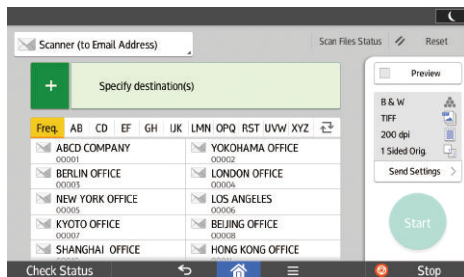 Scanner (to Email Address)
Scan Files Status
Reset
+
Specify destination(s)
Preview
Freq. AB CD EF GH IJK LMN OPQ RST UVW XYZ
B & W
TIFF
200 dpi
1 Sided Orig.
Send Settings >
ABCD COMPANY
00001
YOKOHAMA OFFICE
00002
BERLIN OFFICE
00003
LONDON OFFICE
00004
NEW YORK OFFICE
00005
LOS ANGELES
00006
KYOTO OFFICE
00007
BEIJING OFFICE
00008
SHANGHAI OFFICE
HONG KONG OFFICE
Start
Check Status
Stop